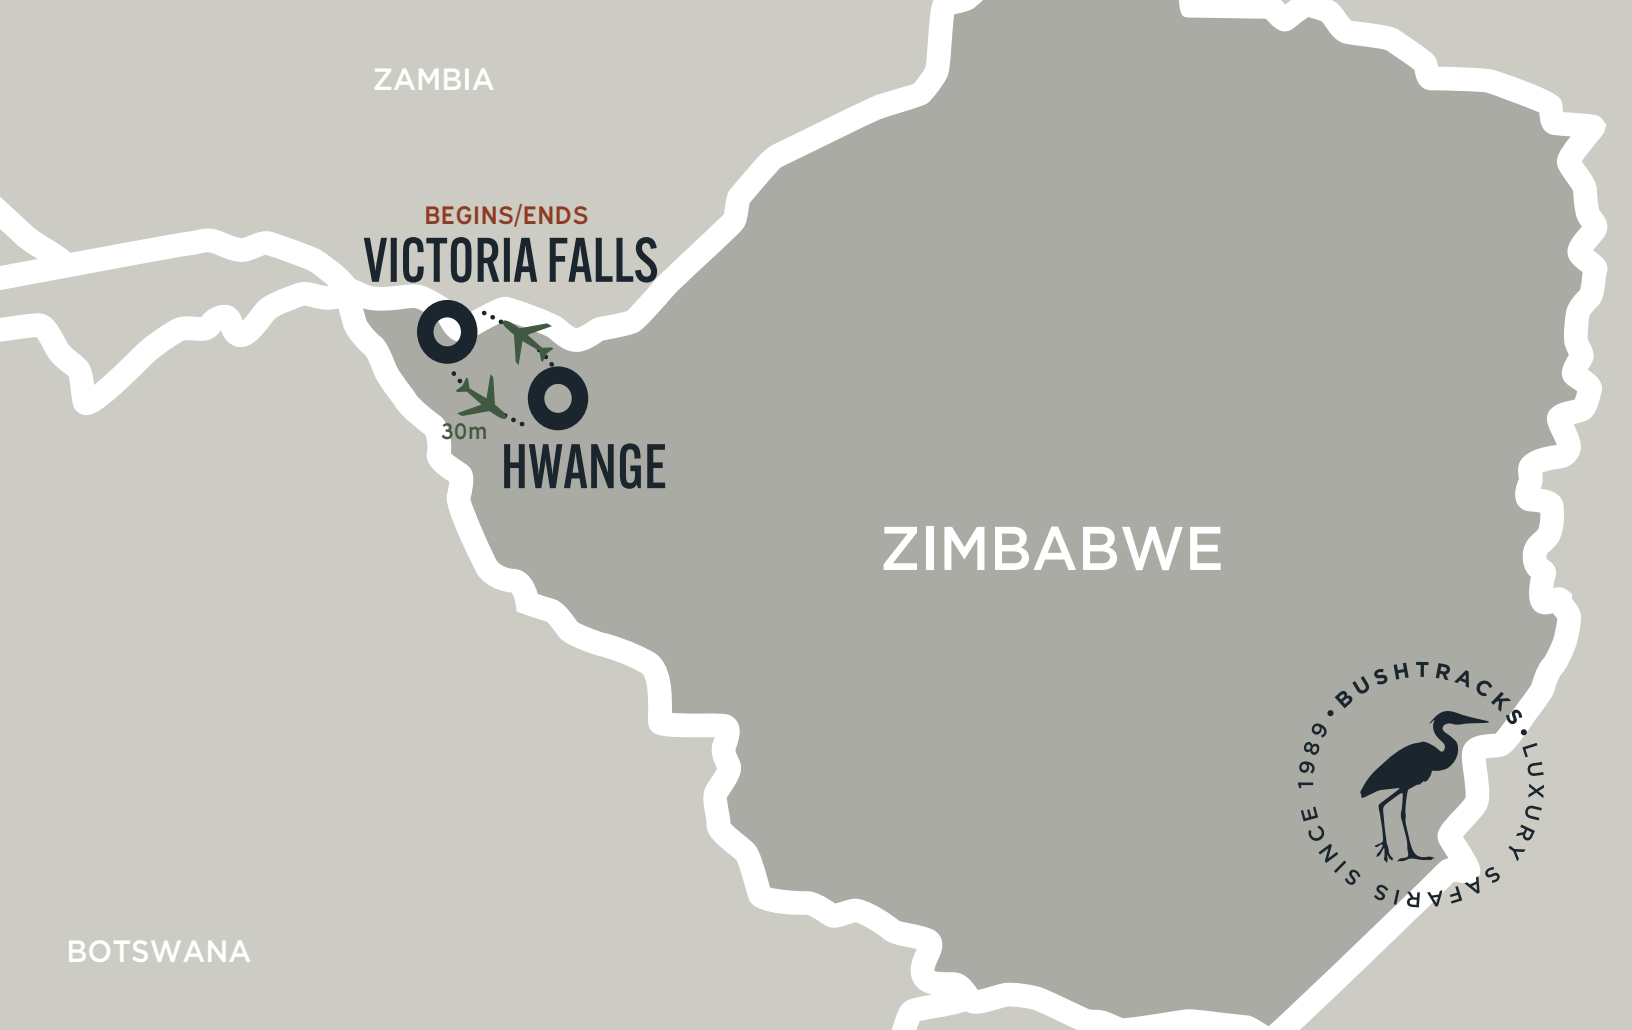 ZAMBIA
BEGINS/ENDS
VICTORIA FALLS
30m
HWANGE
ZIMBABWE
BUSHTRACKS • LUXURY SAFARIS SINCE 1989 •
BOTSWANA